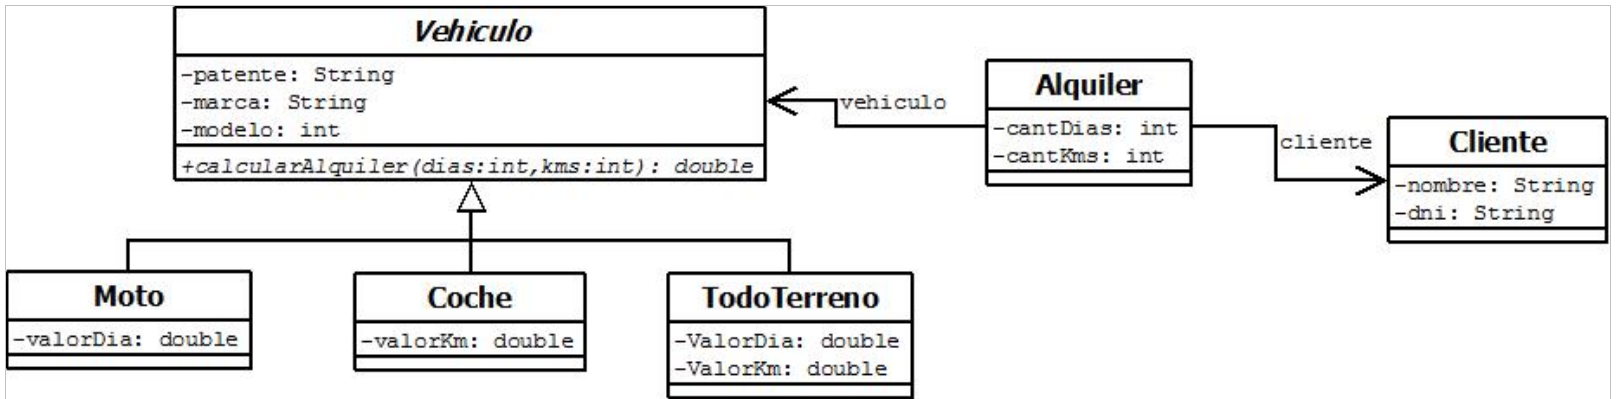 Vehiculo
-patente: String
-marca: String
-modelo: int
+calcularAlquiler(dias:int,kms:int): double
vehiculo
Alquiler
-cantDias: int
-cantKms: int
cliente
Cliente
-nombre: String
-dni: String
Moto
-valorDia: double
Coche
-valorKm: double
TodoTerreno
-ValorDia: double
-ValorKm: double